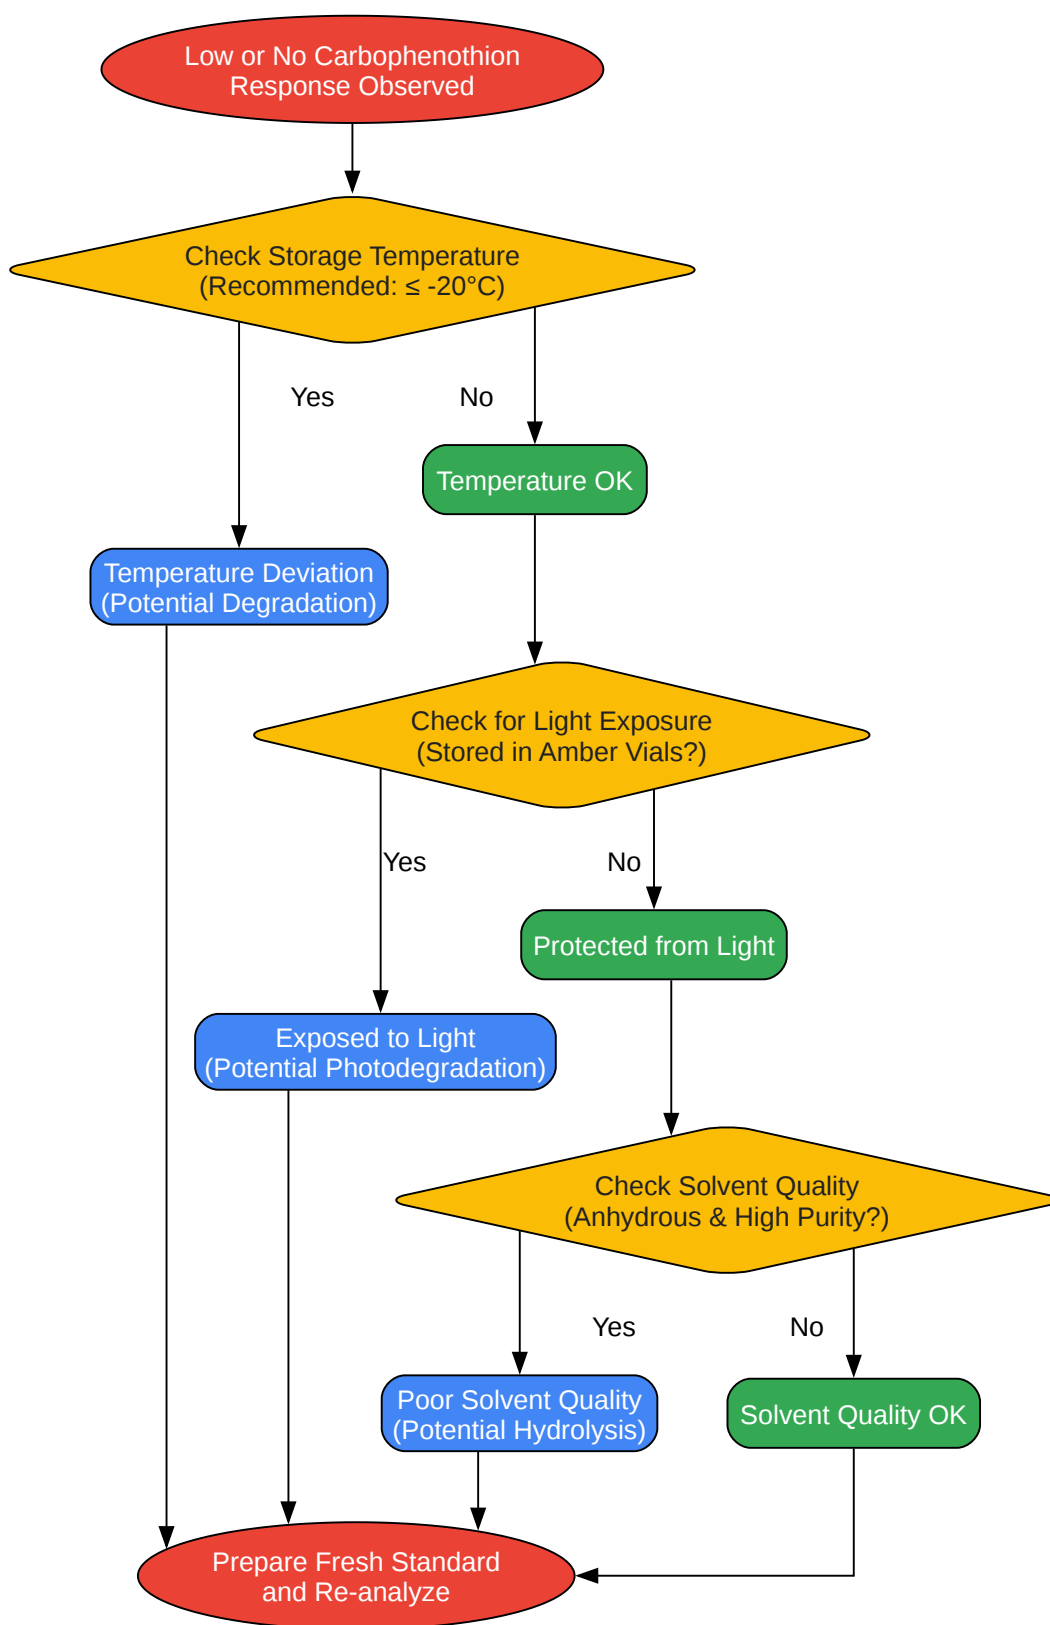 Low or No Carbophenothion
Response Observed
Check Storage Temperature
(Recommended: ≤ -20°C)
Yes
No
Temperature OK
Temperature Deviation
(Potential Degradation)
Check for Light Exposure
(Stored in Amber Vials?)
Yes
No
Protected from Light
Exposed to Light
(Potential Photodegradation)
Check Solvent Quality
(Anhydrous & High Purity?)
Yes
No
Poor Solvent Quality
(Potential Hydrolysis)
Solvent Quality OK
Prepare Fresh Standard
and Re-analyze